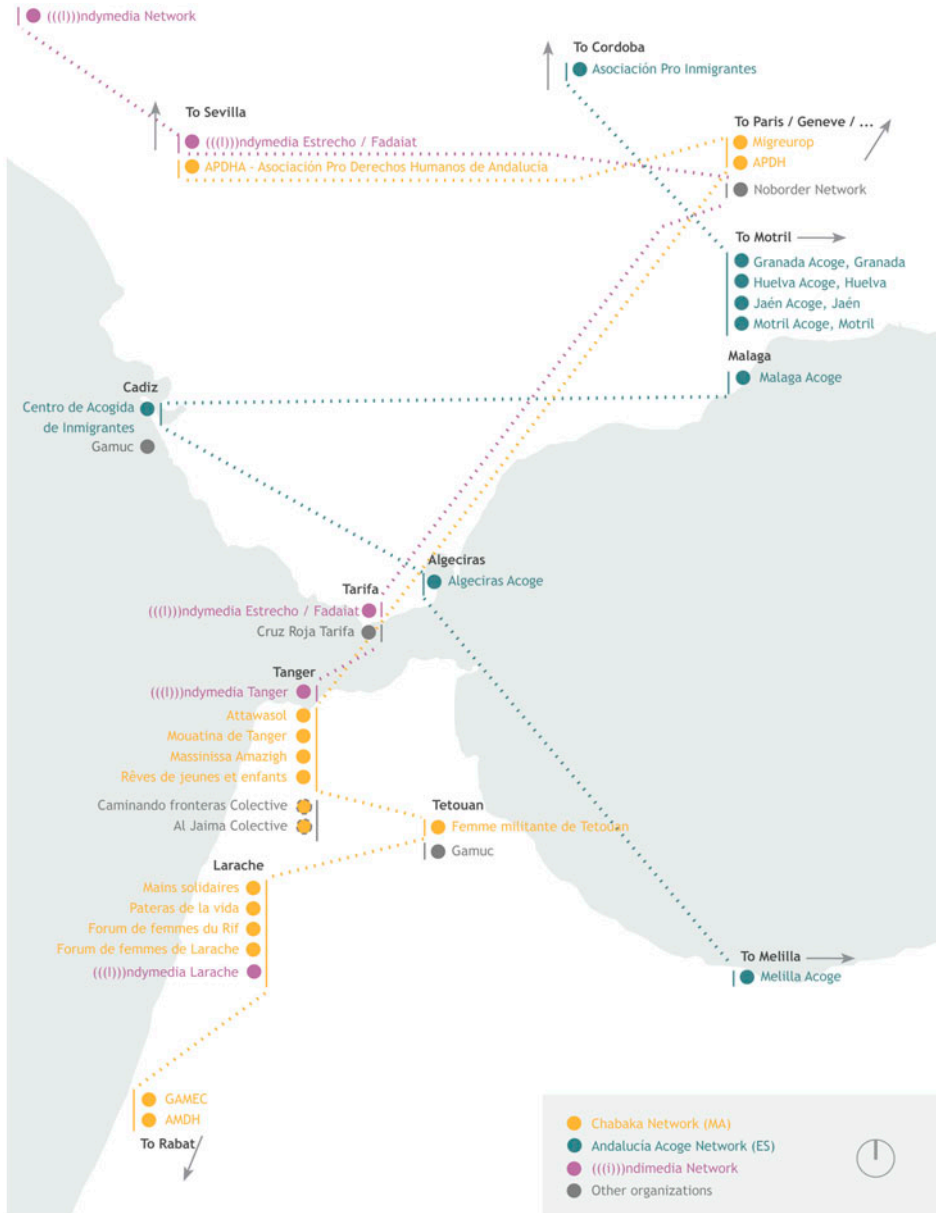 (((I)))ndymedia Network
To Cordoba
Asociación Pro Inmigrantes
To Sevilla
(((I)))ndymedia Estrecho / Fadaiat
APDHA - Asociación Pro Derechos Humanos de Andalucía
To Paris / Geneve / ...
Migreurop
APDH
Noborder Network
To Motril
Granada Acoge, Granada
Huelva Acoge, Huelva
Jaén Acoge, Jaén
Motril Acoge, Motril
Malaga
Malaga Acoge
Cadiz
Centro de Acogida
de Inmigrantes
Gamuc
Algeciras
Algeciras Acoge
Tarifa
(((I)))ndymedia Estrecho / Fadaiat
Cruz Roja Tarifa
Tanger
(((I)))ndymedia Tanger
Attawasol
Mouatina de Tanger
Massinissa Amazigh
Rêves de jeunes et enfants
Caminando fronteras Colective
Al Jaima Colective
Tetouan
Femme militante de Tetouan
Gamuc
Larache
Mains solidaires
Pateras de la vida
Forum de femmes du Rif
Forum de femmes de Larache
(((I)))ndymedia Larache
To Melilla
Melilla Acoge
GAMEC
AMDH
To Rabat
Chabaka Network (MA)
Andalucía Acoge Network (ES)
(((i)))ndimedia Network
Other organizations